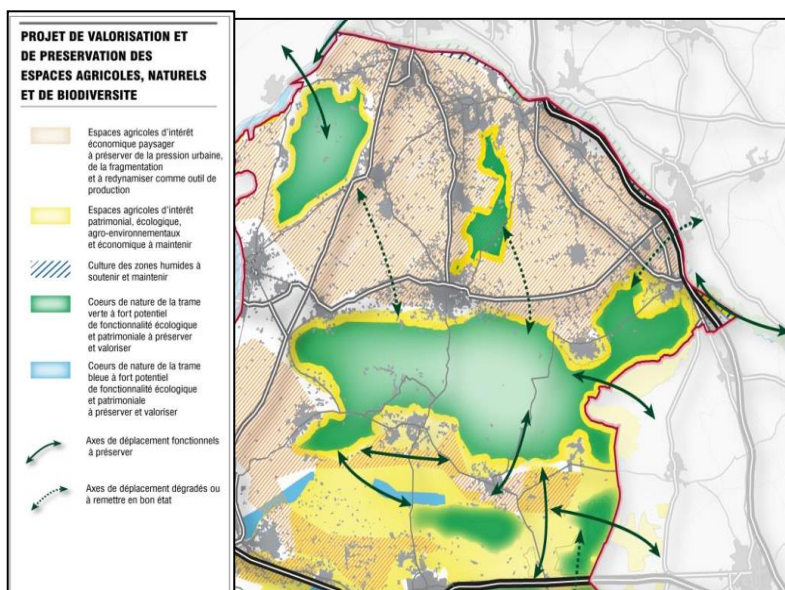 PROJET DE VALORISATION ET
DE PRESERVATION DES
ESPACES AGRICOLES, NATURELS
ET DE BIODIVERSITE
Espaces agricoles d'intérêt
économique paysager
à préserver de la pression urbaine,
de la fragmentation
et à redynamiser comme outil de
production
Espaces agricoles d'intérêt
patrimonial, écologique,
agro-environnementaux
et économique à maintenir
Culture des zones humides à
soutenir et maintenir
Coeurs de nature de la trame
verte à fort potentiel
de fonctionnalité écologique
et patrimoniale à préserver
et valoriser
Coeurs de nature de la trame
bleue à fort potentiel
de fonctionnalité écologique
et patrimoniale
à préserver et valoriser
Axes de déplacement fonctionnels
à préserver
Axes de déplacement dégradés ou
à remettre en bon état